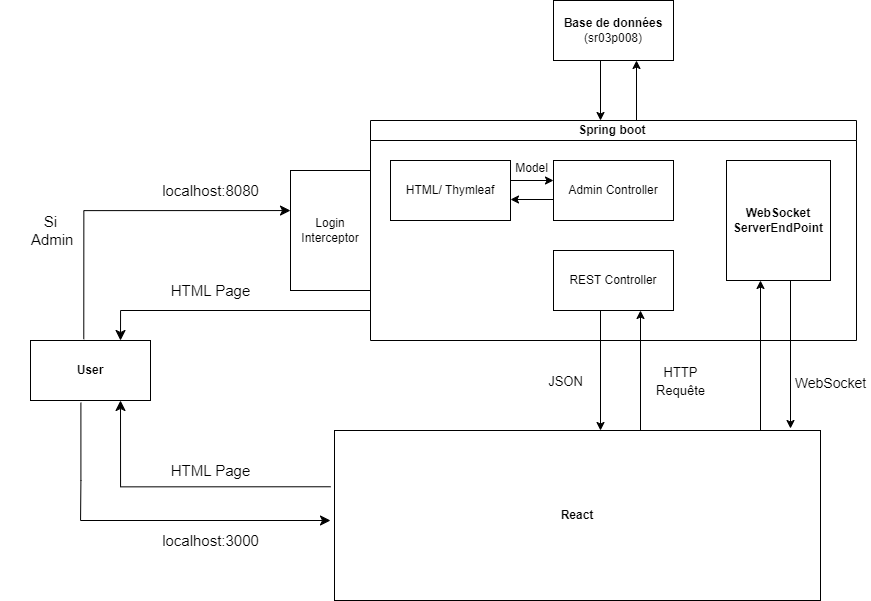 Base de données
(sr03p008)
Spring boot
localhost:8080
Model
HTML/ Thymleaf
Admin Controller
WebSocket
ServerEndPoint
Login
Interceptor
Si
Admin
REST Controller
HTML Page
User
JSON
HTTP
Requête
WebSocket
HTML Page
React
localhost:3000